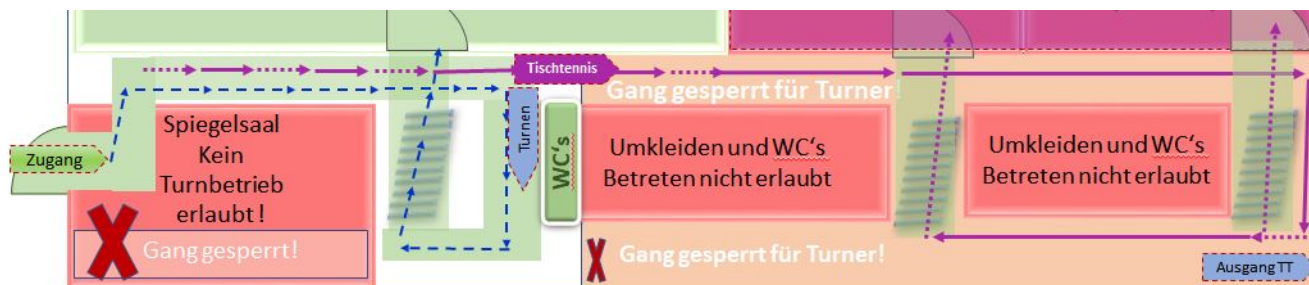 Tischtennis
Gang gesperrt für Turner!
Zugang
Spiegelsaal
Kein
Turnbetrieb
erlaubt !
Gang gesperrt!
Turnen
WC's
Umkleiden und WC's
Betreten nicht erlaubt
Umkleiden und WC's
Betreten nicht erlaubt
Gang gesperrt für Turner!
Ausgang TT